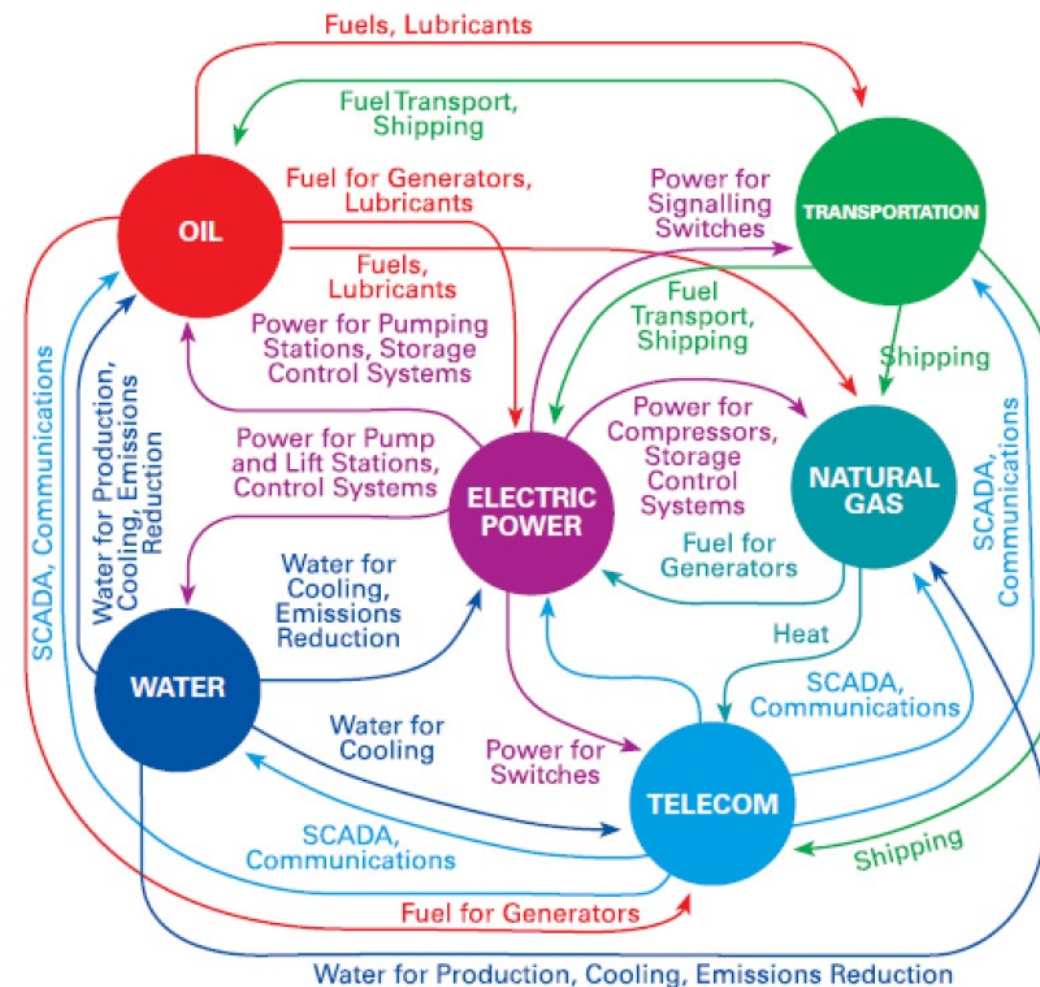 Fuels, Lubricants
Fuel Transport,
Shipping
OIL
Fuel for Generators,
Lubricants
Power for
Signalling
Switches
TRANSPORTATION
Fuels,
Lubricants
Fuel
Transport,
Shipping
Power for Pumping
Stations, Storage
Control Systems
Shipping
SCADA, Communications
Water for Production,
Cooling, Emissions
Reduction
Power for Pump
and Lift Stations,
Control Systems
ELECTRIC
POWER
Power for
Compressors,
Storage
Control
Systems
NATURAL
GAS
SCADA,
Communications
Fuel for
Generators
Water for
Cooling,
Emissions
Reduction
Heat
WATER
SCADA,
Communications
Water for
Cooling
Power for
Switches
TELECOM
SCADA,
Communications
Shipping
Fuel for Generators
Water for Production, Cooling, Emissions Reduction